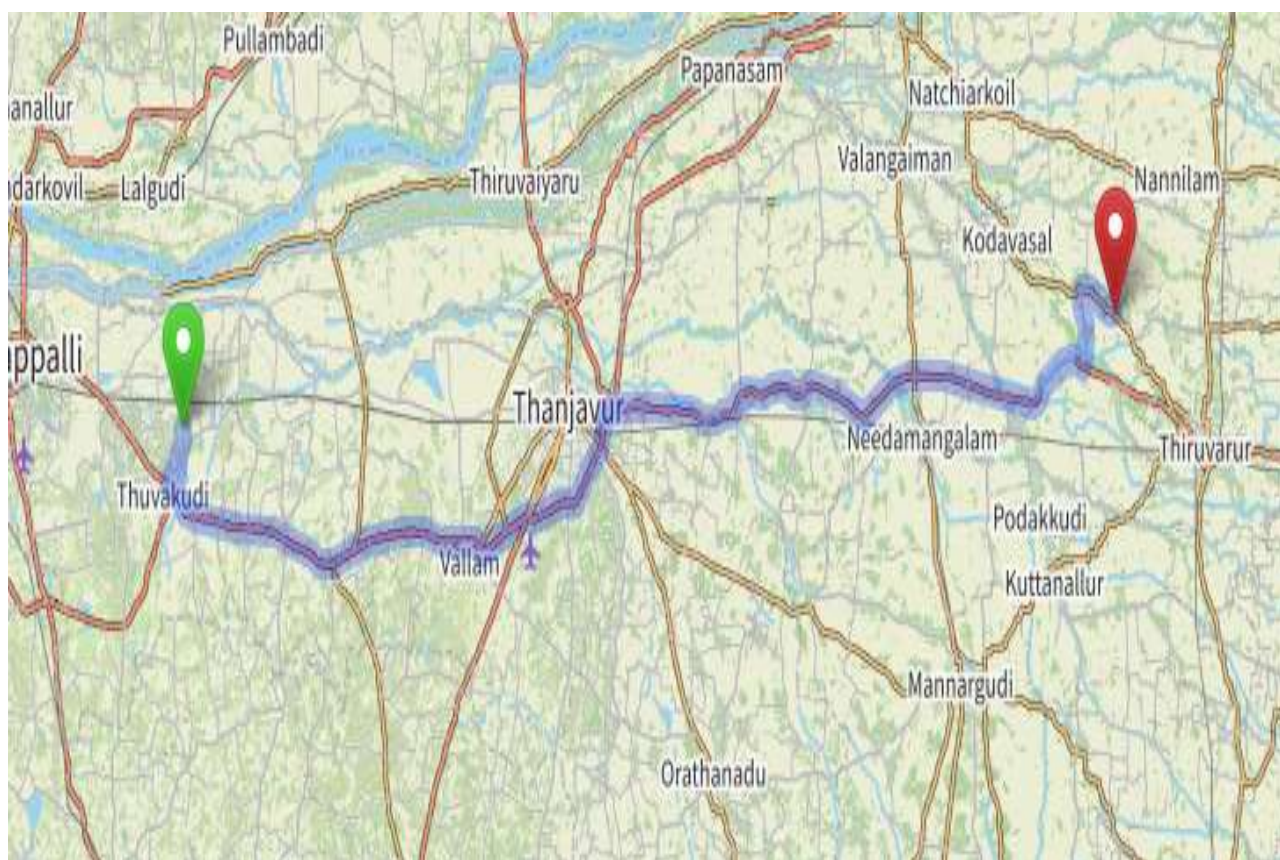 Pullambadi
Papanasam
Natchiarkoil
anallur
Valangaiman
darkovil
Lalgudi
Thiruvaiyaru
Nannilam
Kodavasal
appalli
Thanjavur
Needamangalam
Thiruvarur
Thuvakudi
Podakkudi
Vallam
Kuttanallur
Mannargudi
Orathanadu